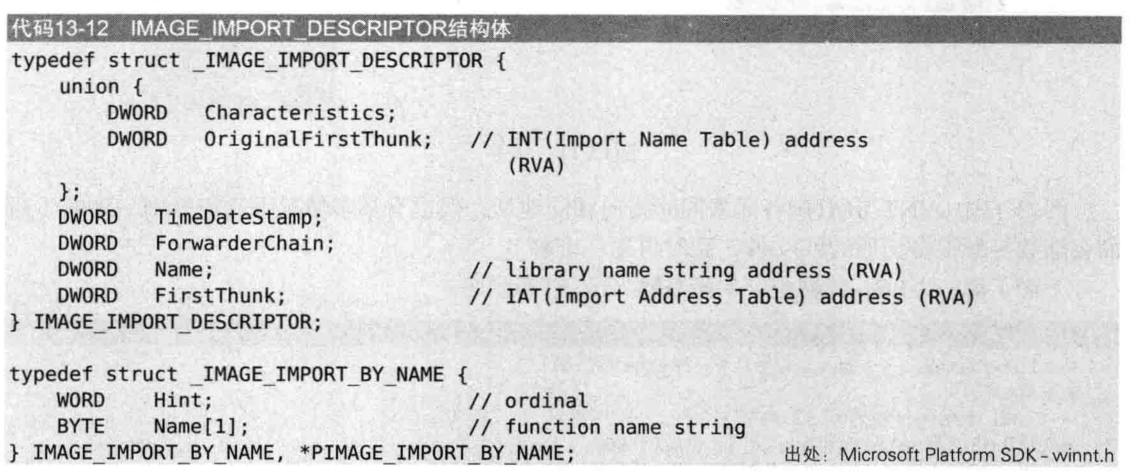 代码13-12 IMAGE_IMPORT_DESCRIPTOR结构体
typedef struct _IMAGE_IMPORT_DESCRIPTOR {
union {
DWORD Characteristics;
DWORD OriginalFirstThunk; // INT(Import Name Table) address
(RVA)
};
DWORD TimeDateStamp;
DWORD ForwarderChain;
DWORD Name; // library name string address (RVA)
DWORD FirstThunk; // IAT(Import Address Table) address (RVA)
} IMAGE_IMPORT_DESCRIPTOR;
typedef struct _IMAGE_IMPORT_BY_NAME {
WORD Hint; // ordinal
BYTE Name[1]; // function name string
} IMAGE_IMPORT_BY_NAME, *PIMAGE_IMPORT_BY_NAME; 出处：Microsoft Platform SDK - winnt.h